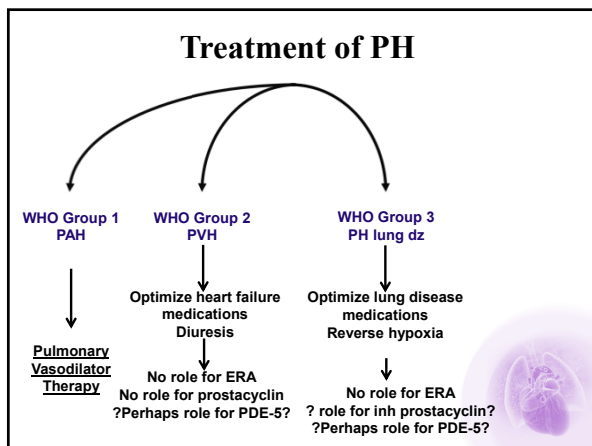 Treatment of PH
WHO Group 1
PAH
Pulmonary
Vasodilator
Therapy
WHO Group 2
PVH
Optimize heart failure
medications
Diuresis
No role for ERA
No role for prostacyclin
?Perhaps role for PDE-5?
WHO Group 3
PH lung dz
Optimize lung disease
medications
Reverse hypoxia
No role for ERA
? role for inh prostacyclin?
?Perhaps role for PDE-5?